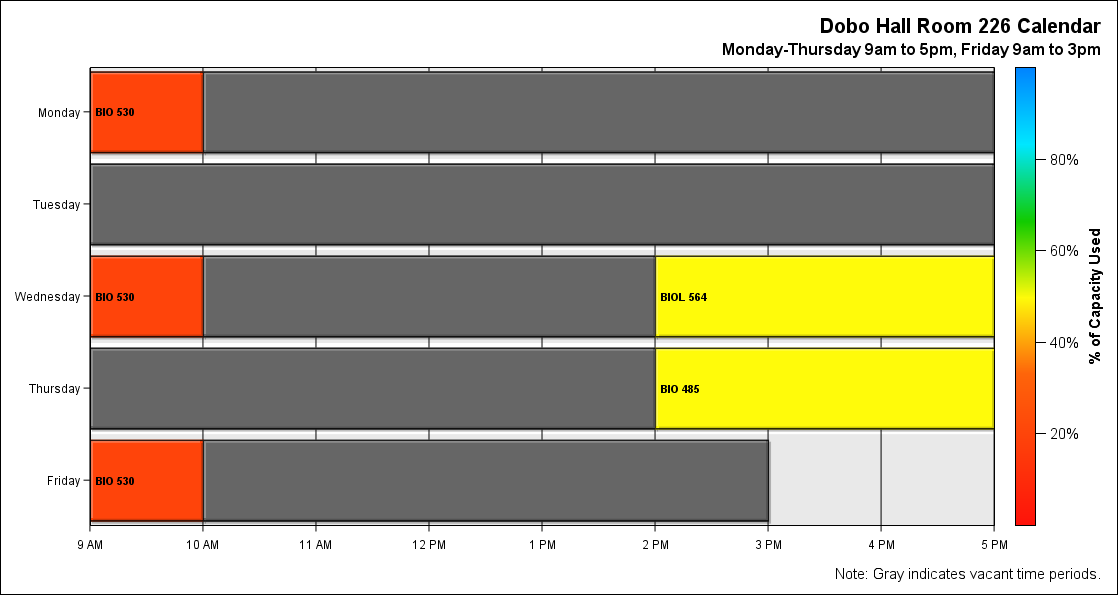 Dobo Hall Room 226 Calendar
Monday-Thursday 9am to 5pm, Friday 9am to 3pm
Monday
BIO 530
Tuesday
Wednesday
BIO 530
BIOL 564
Thursday
BIO 485
Friday
BIO 530
9 AM
10 AM
11 AM
12 PM
1 PM
2 PM
3 PM
4 PM
5 PM
80%
60%
40%
20%
% of Capacity Used
Note: Gray indicates vacant time periods.